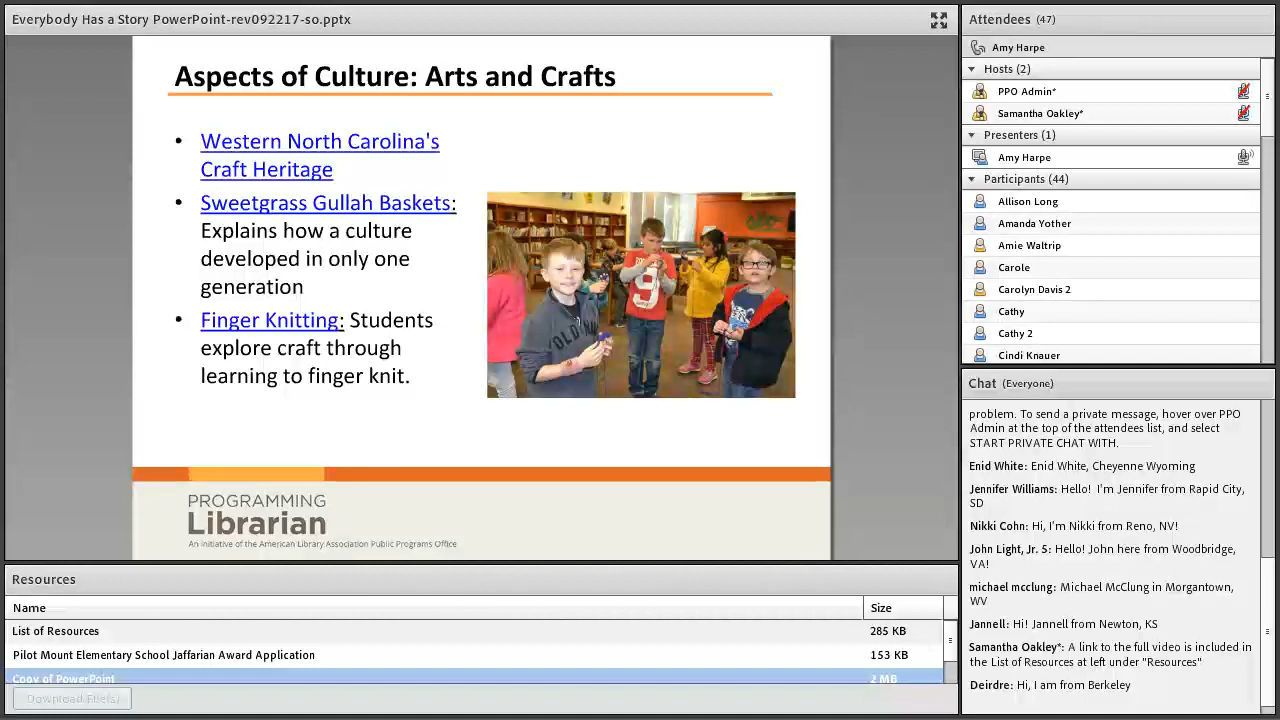 Everybody Has a Story PowerPoint-rev092217-so.pptx
Aspects of Culture: Arts and Crafts
• Western North Carolina's
Craft Heritage
• Sweetgrass Gullah Baskets:
Explains how a culture
developed in only one
generation
• Finger Knitting: Students
explore craft through
learning to finger knit.
PROGRAMMING
Librarian
An initiative of the American Library Association Public Programs Office
Resources
Name Size
List of Resources 285 KB
Pilot Mount Elementary School Jaffarian Award Application 153 KB
Copy of PowerPoint 2 MB
Download File(s)
Attendees (47)
Amy Harpe
Hosts (2)
PPO Admin*
Samantha Oakley*
Presenters (1)
Amy Harpe
Participants (44)
Allison Long
Amanda Yother
Amie Waltrip
Carole
Carolyn Davis 2
Cathy
Cathy 2
Cindi Knauer
Chat (Everyone)
problem. To send a private message, hover over PPO
Admin at the top of the attendees list, and select
START PRIVATE CHAT WITH.
Enid White: Enid White, Cheyenne Wyoming
Jennifer Williams: Hello! I'm Jennifer from Rapid City,
SD
Nikki Cohn: Hi, I'm Nikki from Reno, NV!
John Light, Jr. 5: Hello! John here from Woodbridge,
VA!
michael mcclung: Michael McClung in Morgantown,
WV
Jannell: Hi! Jannell from Newton, KS
Samantha Oakley*: A link to the full video is included in
the List of Resources at left under "Resources"
Deirdre: Hi, I am from Berkeley